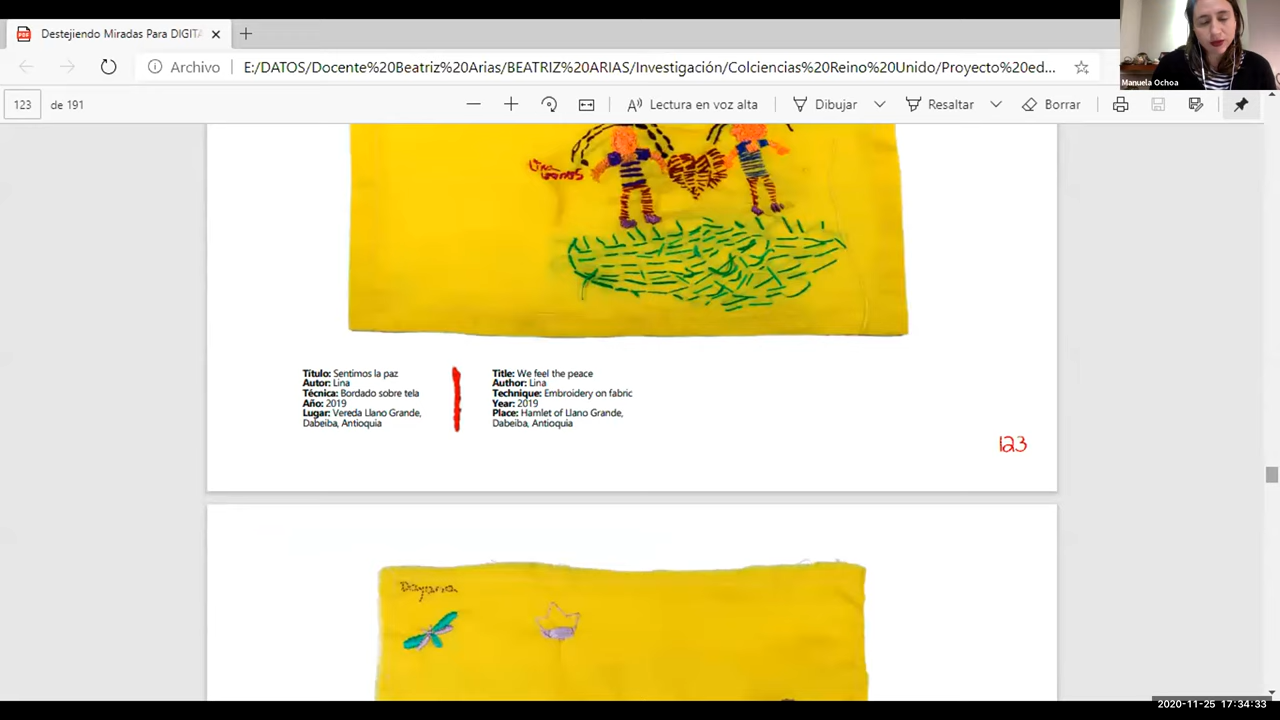 Destejiendo Miradas Para DIGITA
Archivo
E:/DATOS/Docente%20Beatriz%20Arias/BEATRIZ%20ARIAS/Investigación/Colciencias%20Reino%20Unido/Proyecto%20ed...
Manuela Ochoa
123 de 191
Lectura en voz alta
Dibujar
Resaltar
Borrar
Título: Sentimos la paz
Autor: Lina
Técnica: Bordado sobre tela
Año: 2019
Lugar: Vereda Llano Grande,
Dabeiba, Antioquia
Title: We feel the peace
Author: Lina
Technique: Embroidery on fabric
Year: 2019
Place: Hamlet of Llano Grande,
Dabeiba, Antioquia
123
Dayana
2020-11-25 17:34:33